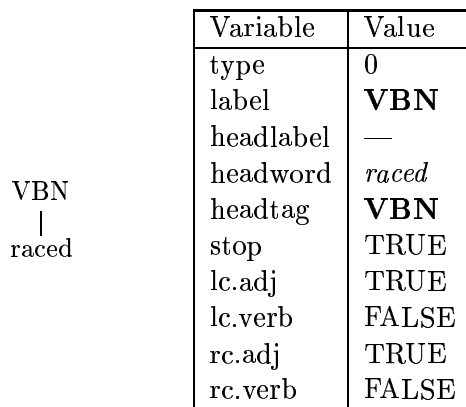 VBN
raced
Variable Value
type 0
label VBN
headlabel —
headword raced
headtag VBN
stop TRUE
lc.adj TRUE
lc.verb FALSE
rc.adj TRUE
rc.verb FALSE